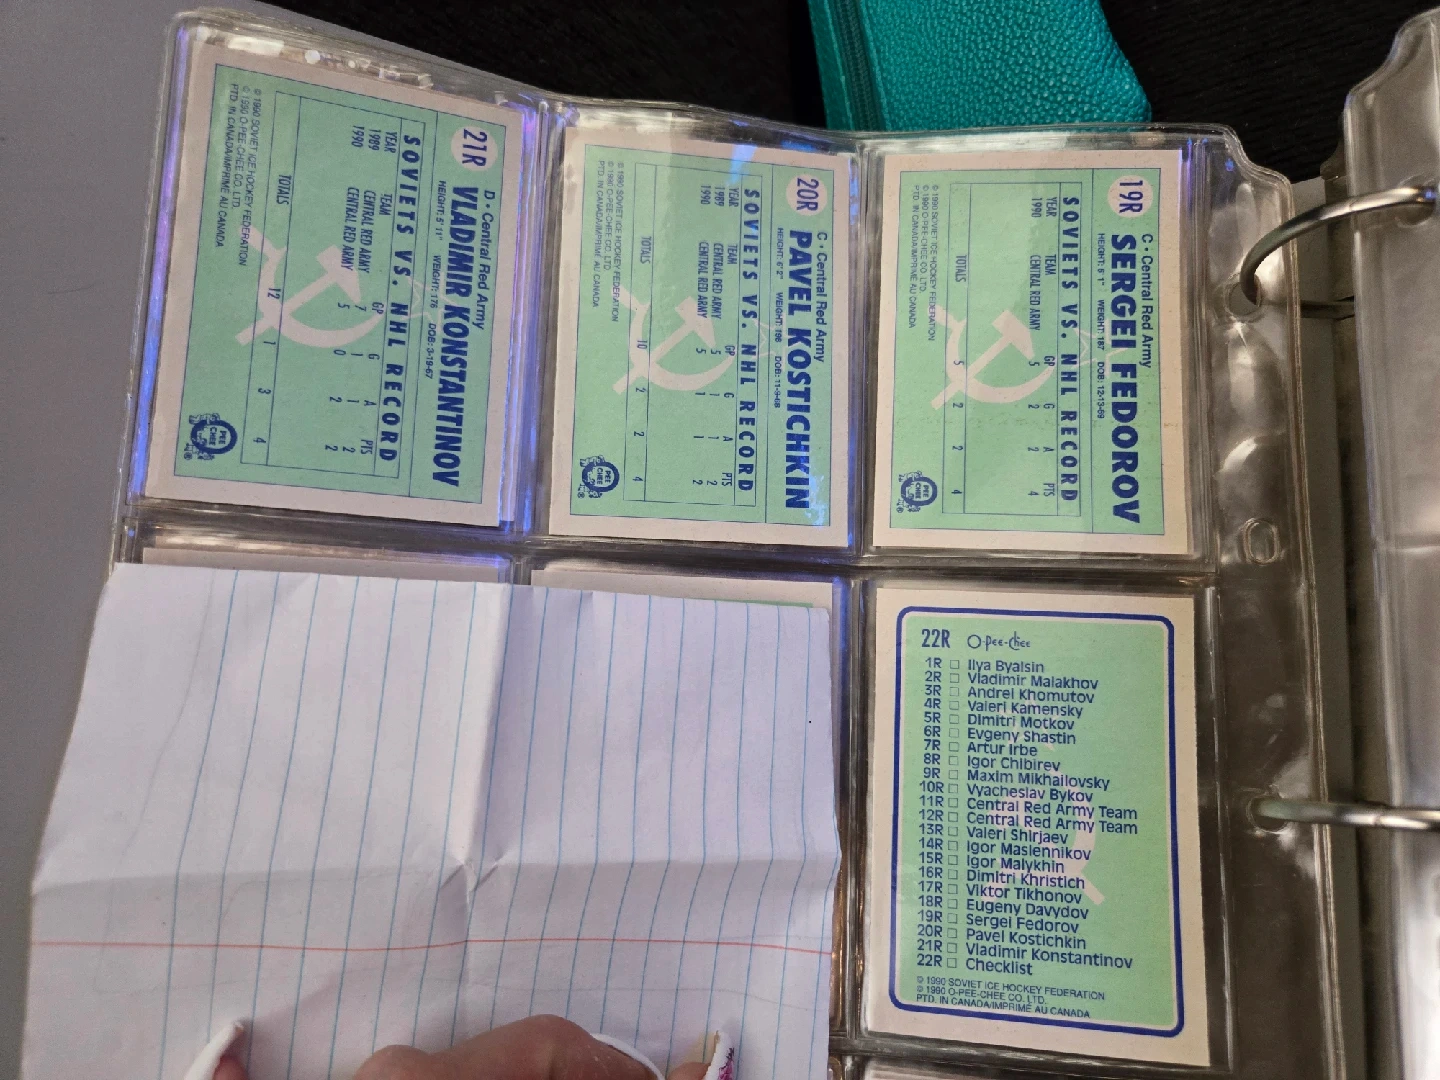 21R
D • Central Red Army
VLADIMIR KONSTANTINOV
HEIGHT: 5' 11" WEIGHT: 176 DOB: 3-19-67
SOVIETS VS. NHL RECORD
YEAR TEAM GP G A PTS
1989 CENTRAL RED ARMY 7 1 1 2
1990 CENTRAL RED ARMY 5 0 2 2
TOTALS 12 1 3 4
© 1990 SOVIET ICE HOCKEY FEDERATION
© 1990 O-PEE-CHEE CO. LTD.
PTD. IN CANADA/IMPRIMÉ AU CANADA
O PEE CHEE
20R
C • Central Red Army
PAVEL KOSTICHKIN
HEIGHT: 6' 2" WEIGHT: 198 DOB: 11-9-68
SOVIETS VS. NHL RECORD
YEAR TEAM GP G A PTS
1989 CENTRAL RED ARMY 5 1 1 2
1990 CENTRAL RED ARMY 5 1 1 2
TOTALS 10 2 2 4
© 1990 SOVIET ICE HOCKEY FEDERATION
© 1990 O-PEE-CHEE CO. LTD.
PTD. IN CANADA/IMPRIMÉ AU CANADA
O PEE CHEE
19R
C • Central Red Army
SERGEI FEDOROV
HEIGHT: 6' 1" WEIGHT: 187 DOB: 12-13-69
SOVIETS VS. NHL RECORD
YEAR TEAM GP G A PTS
1990 CENTRAL RED ARMY 5 2 2 4
TOTALS 5 2 2 4
© 1990 SOVIET ICE HOCKEY FEDERATION
© 1990 O-PEE-CHEE CO. LTD.
PTD. IN CANADA/IMPRIMÉ AU CANADA
O PEE CHEE
22R O-Pee-Chee
1R □ Ilya Byalsin
2R □ Vladimir Malakhov
3R □ Andrei Khomutov
4R □ Valeri Kamensky
5R □ Dimitri Motkov
6R □ Evgeny Shastin
7R □ Artur Irbe
8R □ Igor Chibirev
9R □ Maxim Mikhailovsky
10R □ Vyacheslav Bykov
11R □ Central Red Army Team
12R □ Central Red Army Team
13R □ Valeri Shirjaev
14R □ Igor Maslennikov
15R □ Igor Malykhin
16R □ Dimitri Khristich
17R □ Viktor Tikhonov
18R □ Eugeny Davydov
19R □ Sergei Fedorov
20R □ Pavel Kostichkin
21R □ Vladimir Konstantinov
22R □ Checklist
© 1990 SOVIET ICE HOCKEY FEDERATION
© 1990 O-PEE-CHEE CO. LTD.
PTD. IN CANADA/IMPRIMÉ AU CANADA